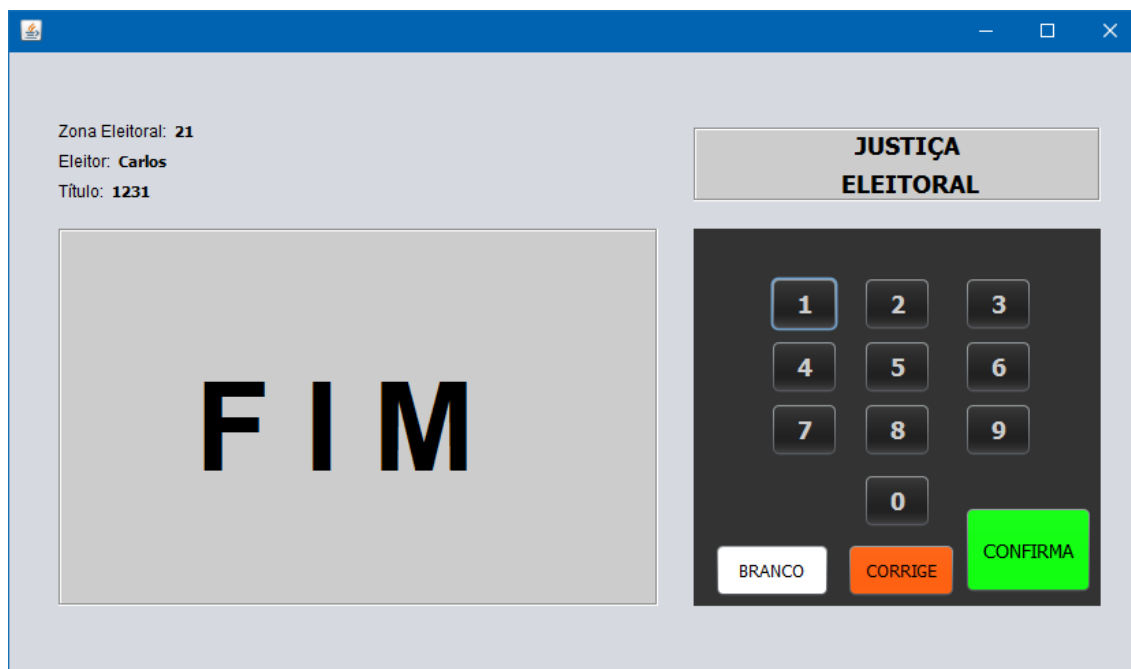 Zona Eleitoral: 21
Eleitor: Carlos
Título: 1231
JUSTIÇA
ELEITORAL
F I M
1 2 3
4 5 6
7 8 9
0
BRANCO CORRIGE CONFIRMA